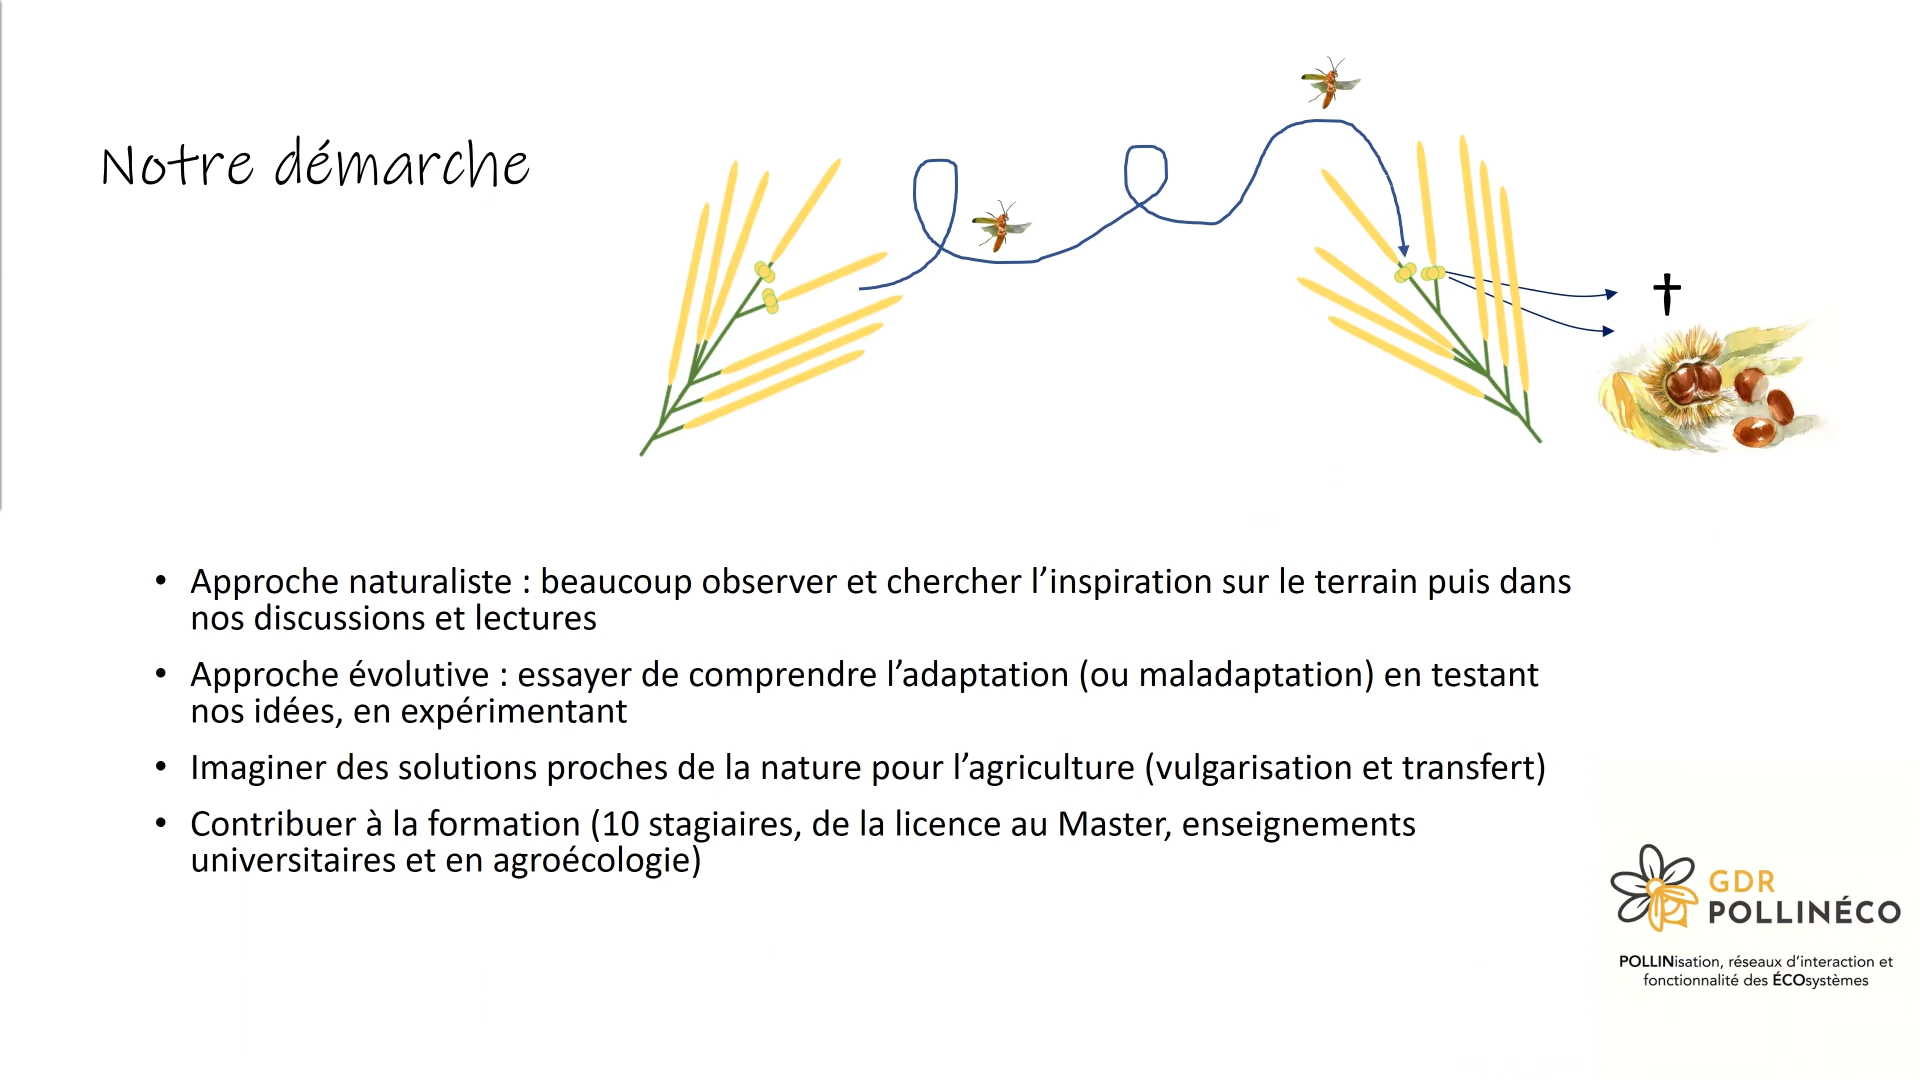 Notre démarche
†
• Approche naturaliste : beaucoup observer et chercher l’inspiration sur le terrain puis dans
nos discussions et lectures
• Approche évolutive : essayer de comprendre l’adaptation (ou maladaptation) en testant
nos idées, en expérimentant
• Imaginer des solutions proches de la nature pour l’agriculture (vulgarisation et transfert)
• Contribuer à la formation (10 stagiaires, de la licence au Master, enseignements
universitaires et en agroécologie)
GDR
POLLINÉCO
POLLINisation, réseaux d’interaction et
fonctionnalité des ÉCOsystèmes